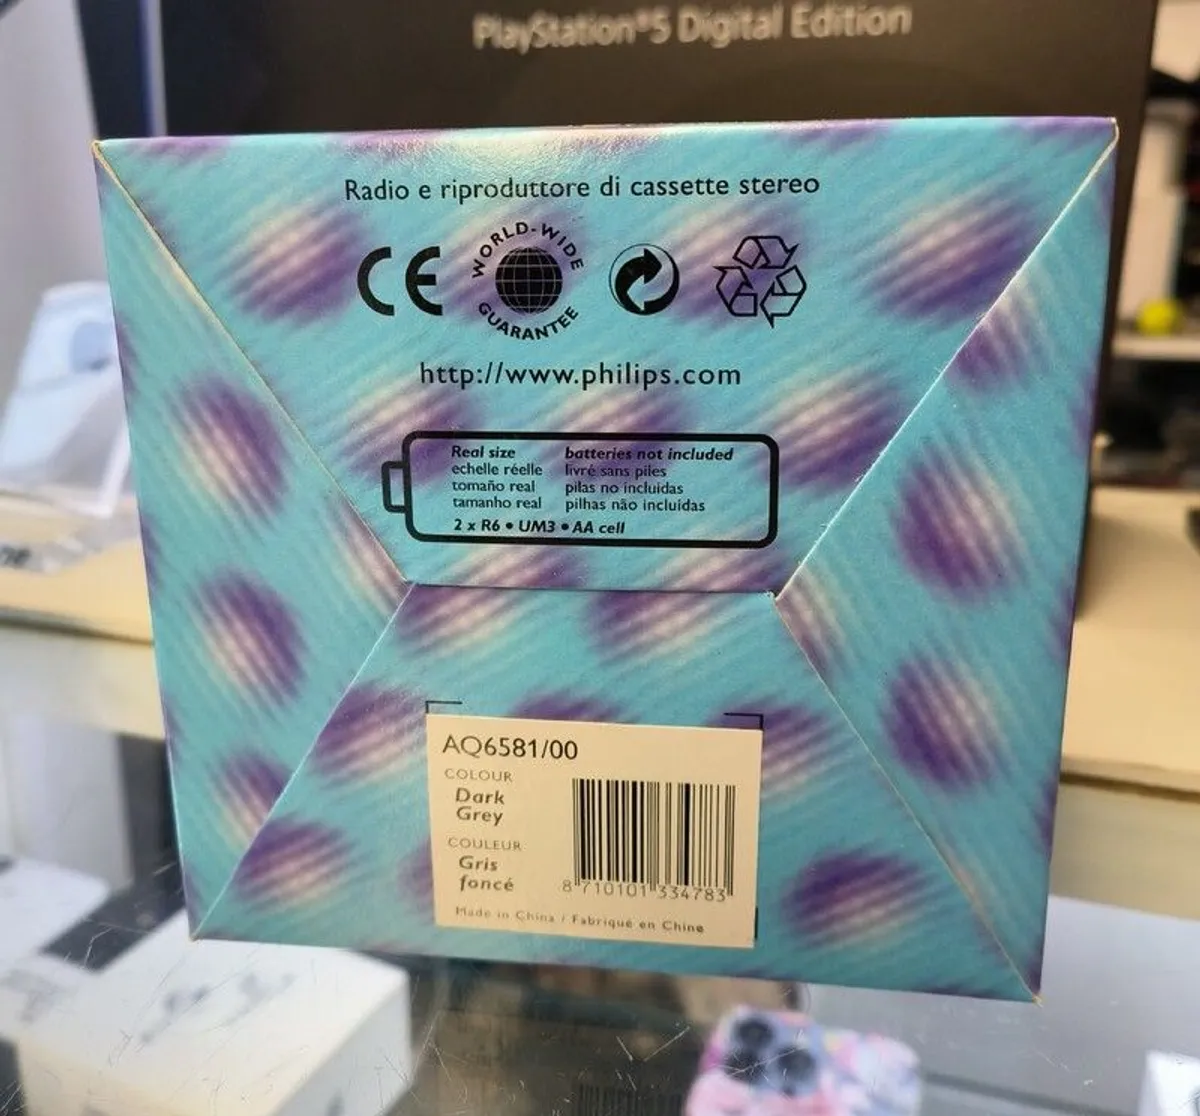 PlayStation®5 Digital Edition
Radio e riproduttore di cassette stereo
CE
WORLD-WIDE
GUARANTEE
http://www.philips.com
Real size batteries not included
echelle réelle livré sans piles
tomaño real pilas no incluidas
tamanho real pilhas não incluidas
2 x R6 • UM3 • AA cell
AQ6581/00
COLOUR
Dark
Grey
COULEUR
Gris
foncé
8 710101 334783
Made in China / Fabriqué en Chine